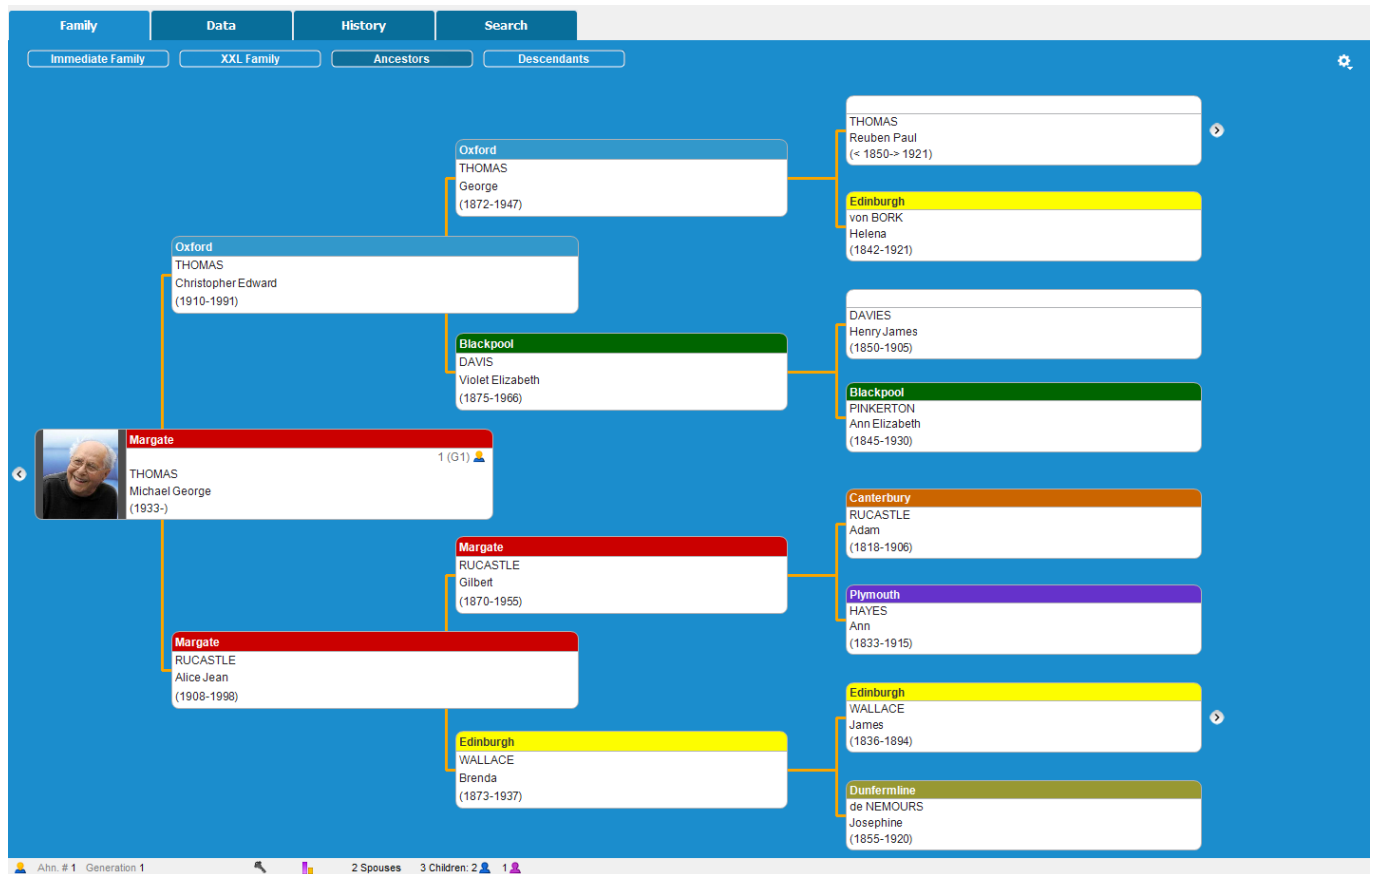 Family
Data
History
Search
Immediate Family
XXL Family
Ancestors
Descendants
THOMAS
Reuben Paul
(< 1850-> 1921)
Oxford
THOMAS
George
(1872-1947)
Edinburgh
von BORK
Helena
(1842-1921)
Oxford
THOMAS
Christopher Edward
(1910-1991)
DAVIES
Henry James
(1850-1905)
Blackpool
DAVIS
Violet Elizabeth
(1875-1966)
Blackpool
PINKERTON
Ann Elizabeth
(1845-1930)
Margate
1 (G1)
THOMAS
Michael George
(1933-)
Canterbury
RUCASTLE
Adam
(1818-1906)
Margate
RUCASTLE
Gilbert
(1870-1955)
Plymouth
HAYES
Ann
(1833-1915)
Margate
RUCASTLE
Alice Jean
(1908-1998)
Edinburgh
WALLACE
James
(1836-1894)
Edinburgh
WALLACE
Brenda
(1873-1937)
Dunfermline
de NEMOURS
Josephine
(1855-1920)
Ahn. # 1 Generation 1 2 Spouses 3 Children: 2 1